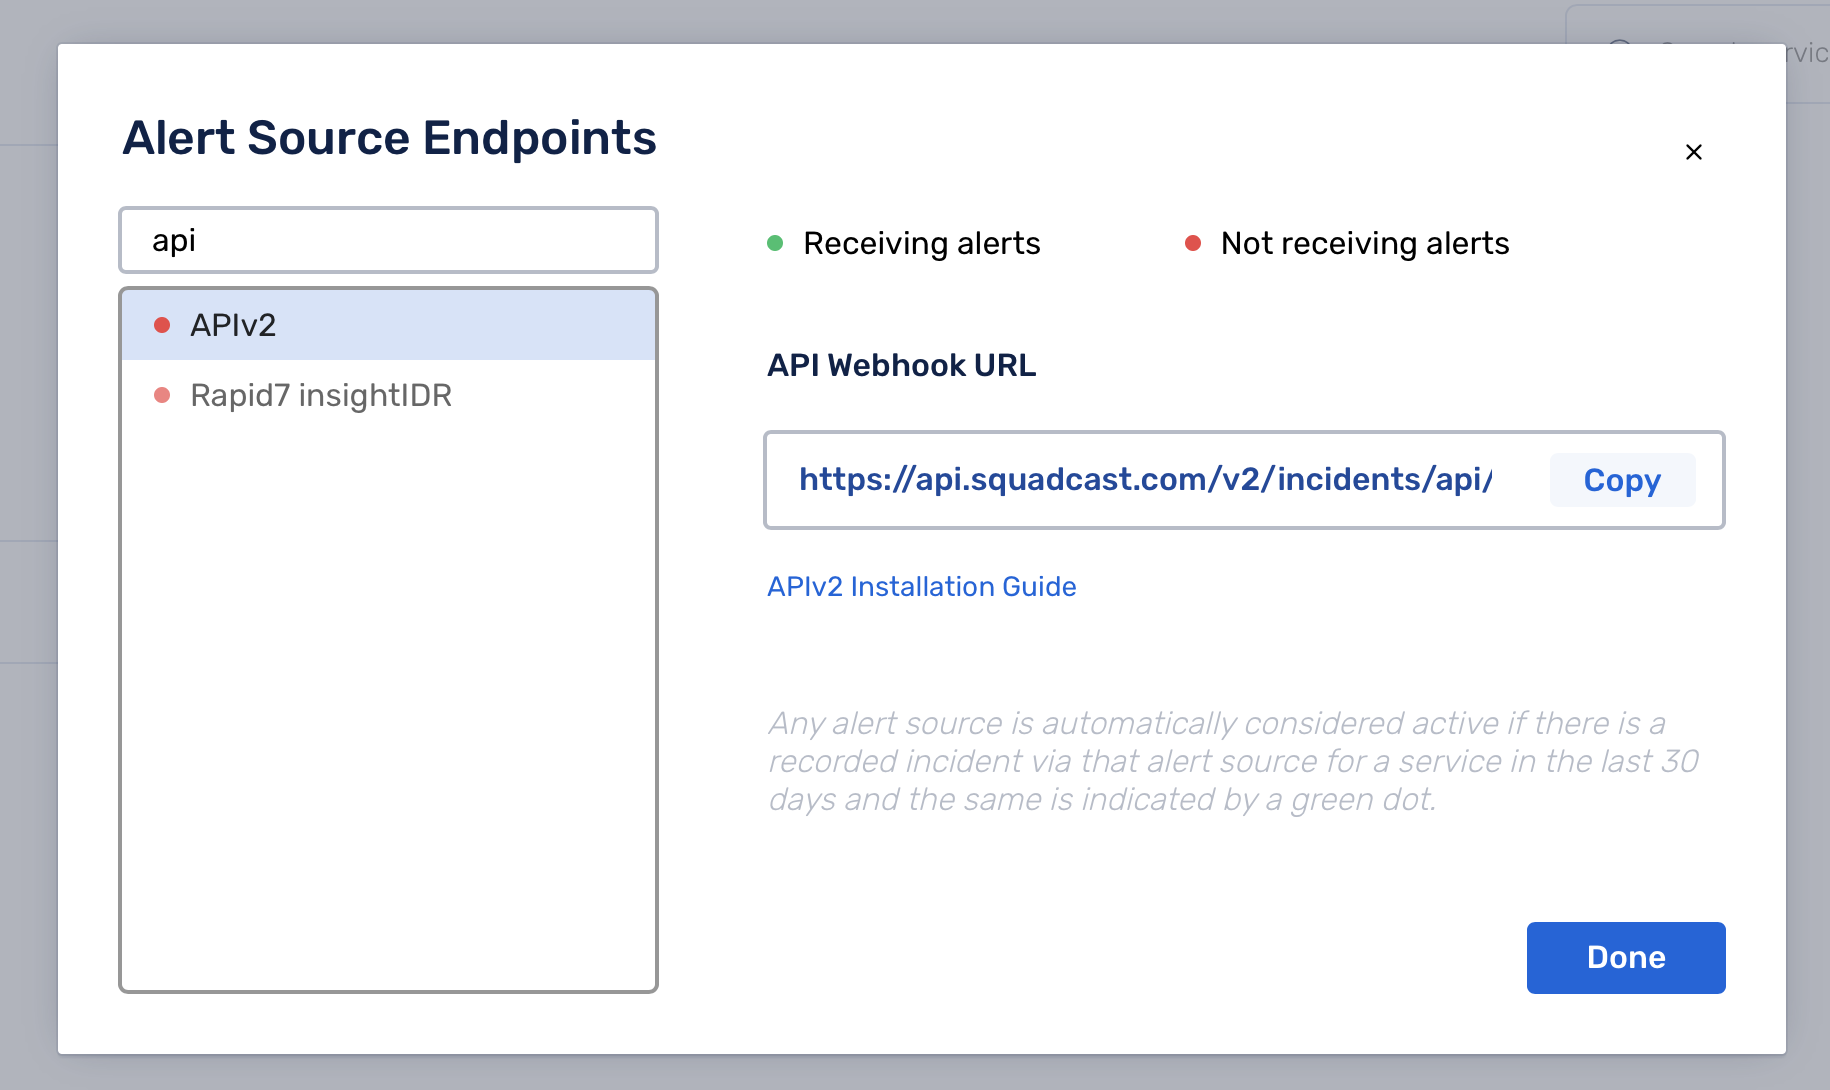 Alert Source Endpoints
api
Receiving alerts
Not receiving alerts
APIv2
Rapid7 insightIDR
API Webhook URL
https://api.squadcast.com/v2/incidents/api/
Copy
APIv2 Installation Guide
Any alert source is automatically considered active if there is a
recorded incident via that alert source for a service in the last 30
days and the same is indicated by a green dot.
Done